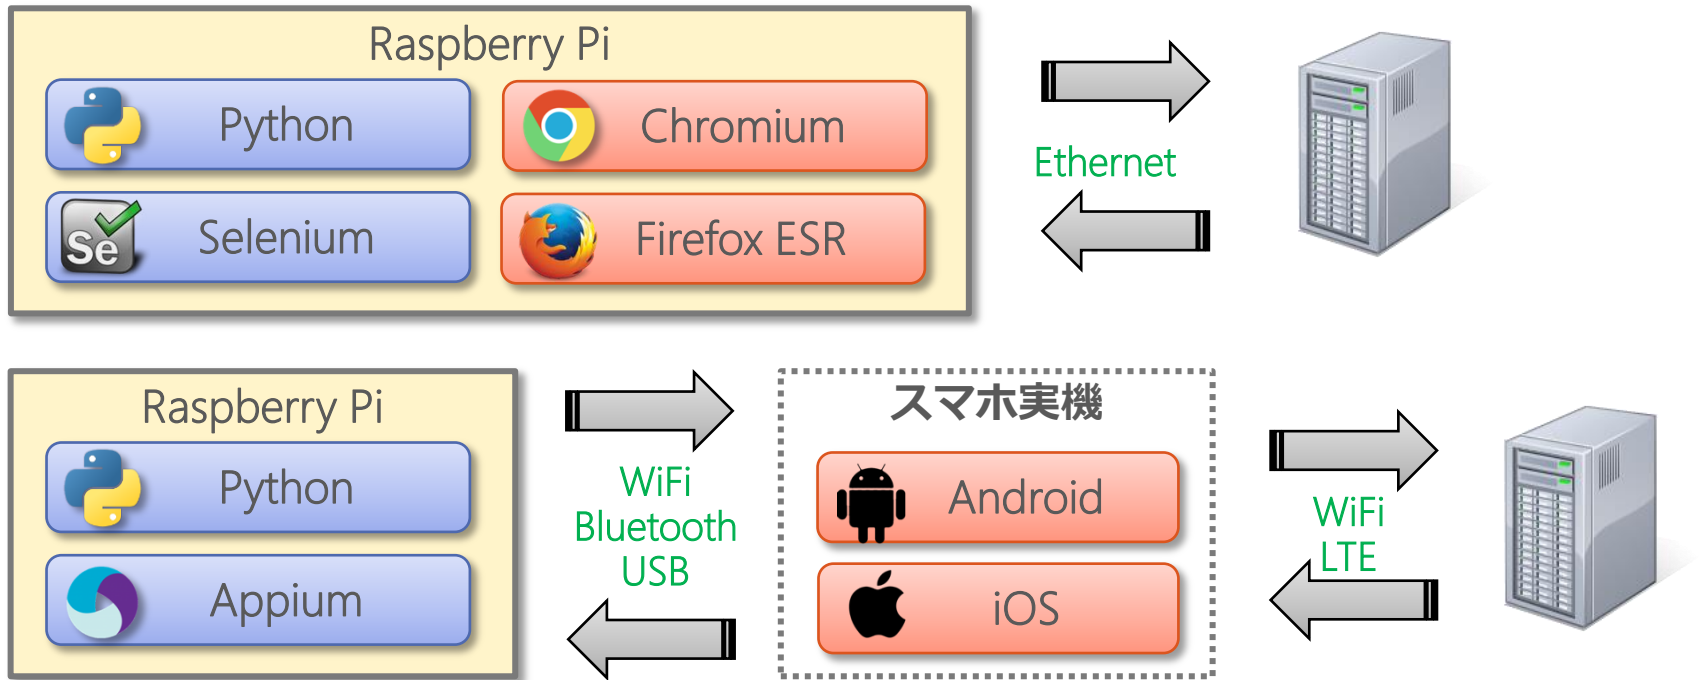 Raspberry Pi
Python
Chromium
Se
Selenium
Firefox ESR
Ethernet
Raspberry Pi
Python
Appium
WiFi
Bluetooth
USB
スマホ実機
Android
iOS
WiFi
LTE